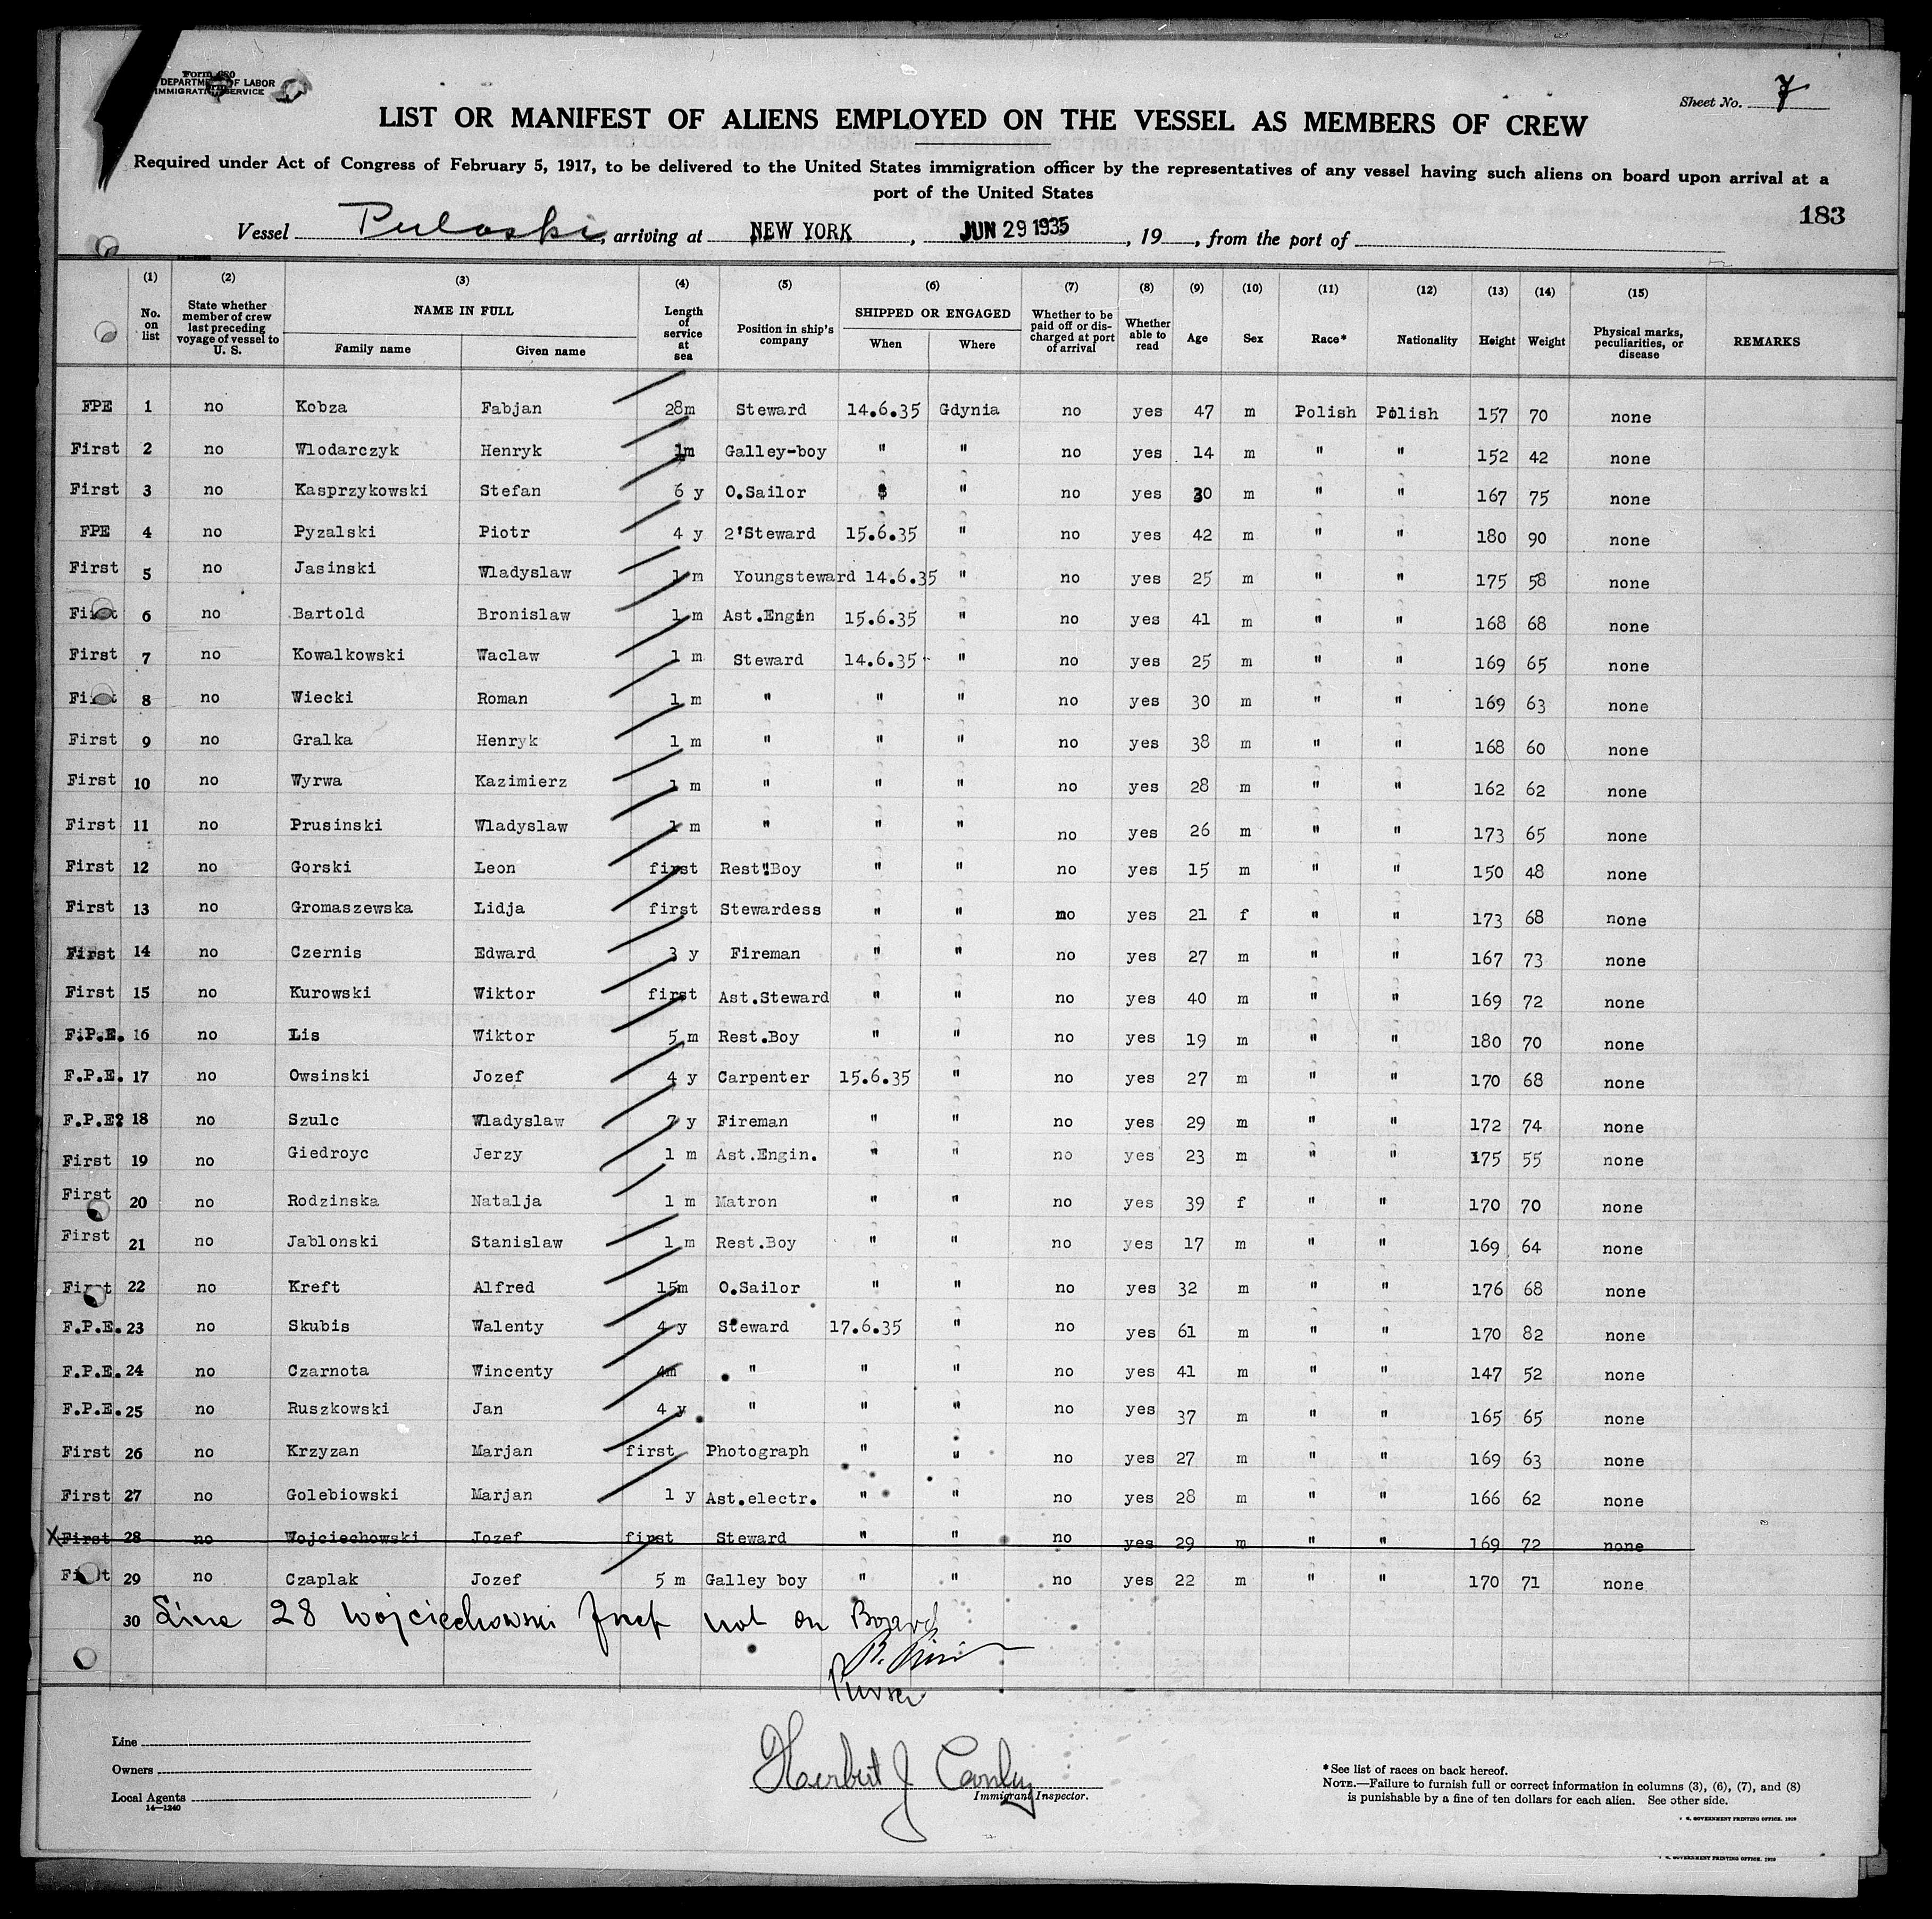 Form 680
DEPARTMENT OF LABOR
IMMIGRATION SERVICE
Sheet No. 7
LIST OR MANIFEST OF ALIENS EMPLOYED ON THE VESSEL AS MEMBERS OF CREW
Required under Act of Congress of February 5, 1917, to be delivered to the United States immigration officer by the representatives of any vessel having such aliens on board upon arrival at a
port of the United States
183
Vessel Pulaski, arriving at NEW YORK, JUN 29 1935, 19, from the port of
(1) (2) (3) (4) (5) (6) (7) (8) (9) (10) (11) (12) (13) (14) (15)
No. on list State whether member of crew last preceding voyage of vessel to U. S. NAME IN FULL Family name Given name Length of service at sea Position in ship's company SHIPPED OR ENGAGED When Where Whether to be paid off or discharged at port of arrival Whether able to read Age Sex Race* Nationality Height Weight Physical marks, peculiarities, or disease REMARKS
FPE 1 no Kobza Fabjan 28m Steward 14.6.35 Gdynia no yes 47 m Polish Polish 157 70 none
First 2 no Wlodarczyk Henryk 1m Galley-boy " " no yes 14 m " " 152 42 none
First 3 no Kasprzykowski Stefan 6 y O.Sailor " no yes 30 m " " 167 75 none
FPE 4 no Pyzalski Piotr 4 y 2'Steward 15.6.35 " no yes 42 m " " 180 90 none
First 5 no Jasinski Wladyslaw 1 m Youngsteward 14.6.35 " no yes 25 m " " 175 58 none
First 6 no Bartold Bronislaw 1 m Ast.Engin 15.6.35 " no yes 41 m " " 168 68 none
First 7 no Kowalkowski Waclaw 1 m Steward 14.6.35 " no yes 25 m " " 169 65 none
First 8 no Wiecki Roman 1 m " " " no yes 30 m " " 169 63 none
First 9 no Gralka Henryk 1 m " " " no yes 38 m " " 168 60 none
First 10 no Wyrwa Kazimierz 1 m " " " no yes 28 m " " 162 62 none
First 11 no Prusinski Wladyslaw 1 m " " " no yes 26 m " " 173 65 none
First 12 no Gorski Leon first Rest.Boy " " no yes 15 m " " 150 48 none
First 13 no Gromaszewska Lidja first Stewardess " " no yes 21 f " " 173 68 none
First 14 no Czernis Edward 3 y Fireman " " no yes 27 m " " 167 73 none
First 15 no Kurowski Wiktor first Ast.Steward " " no yes 40 m " " 169 72 none
F.P.E. 16 no Lis Wiktor 5 m Rest.Boy " " no yes 19 m " " 180 70 none
F.P.E. 17 no Owsinski Jozef 4 y Carpenter 15.6.35 " no yes 27 m " " 170 68 none
F.P.E? 18 no Szulc Wladyslaw 7 y Fireman " " no yes 29 m " " 172 74 none
First 19 no Giedroyc Jerzy 1 m Ast.Engin. " " no yes 23 m " " 175 55 none
First 20 no Rodzinska Natalja 1 m Matron " " no yes 39 f " " 170 70 none
First 21 no Jablonski Stanislaw 1 m Rest.Boy " " no yes 17 m " " 169 64 none
First 22 no Kreft Alfred 15m O.Sailor " " no yes 32 m " " 176 68 none
F.P.E. 23 no Skubis Walenty 4 y Steward 17.6.35 " no yes 61 m " " 170 82 none
F.P.E. 24 no Czarnota Wincenty 4m " " " no yes 41 m " " 147 52 none
F.P.E. 25 no Ruszkowski Jan 4 y " " " no yes 37 m " " 165 65 none
First 26 no Krzyzan Marjan first Photograph " " no yes 27 m " " 169 63 none
First 27 no Golebiowski Marjan 1 y Ast.electr. " " no yes 28 m " " 166 62 none
X First 28 no Wojciechowski Jozef first Steward " " no yes 29 m " " 169 72 none
First 29 no Czaplak Jozef 5 m Galley boy " " no yes 22 m " " 170 71 none
30 Line 28 Wojciechowski Josef not on Board
Purser
Line
Owners
Local Agents
14—1240
Herbert J Conley
Immigrant Inspector.
*See list of races on back hereof.
NOTE.—Failure to furnish full or correct information in columns (3), (6), (7), and (8)
is punishable by a fine of ten dollars for each alien. See other side.
U. S. GOVERNMENT PRINTING OFFICE. 1929
U. S. GOVERNMENT PRINTING OFFICE. 1929